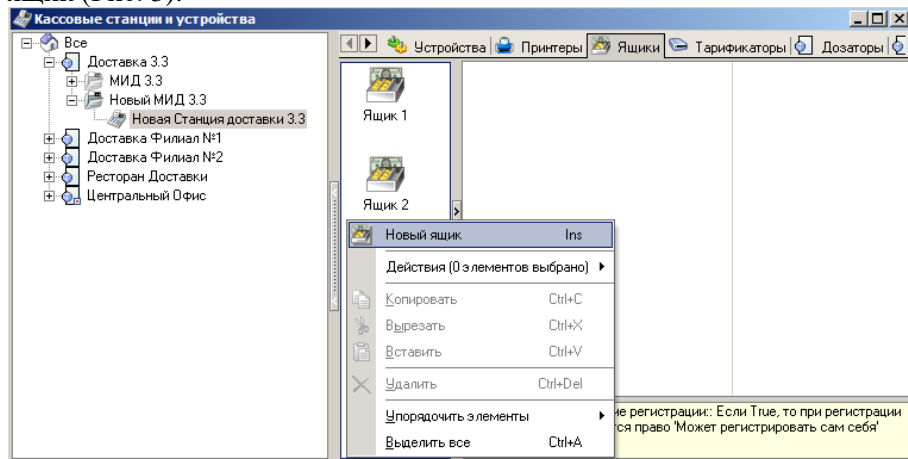 Кассовые станции и устройства
Все
Доставка 3.3
МИД 3.3
Новый МИД 3.3
Новая Станция доставки 3.3
Доставка Филиал №1
Доставка Филиал №2
Ресторан Доставки
Центральный Офис
Устройства Принтеры Ящики Тарификаторы Дозаторы
Ящик 1
Ящик 2
Новый ящик Ins
Действия (0 элементов выбрано)
Копировать Ctrl+C
Вырезать Ctrl+X
Вставить Ctrl+V
Удалить Ctrl+Del
Упорядочить элементы
Выделить все Ctrl+A
ие регистрации:: Если True, то при регистрации
ся право 'Может регистрировать сам себя'